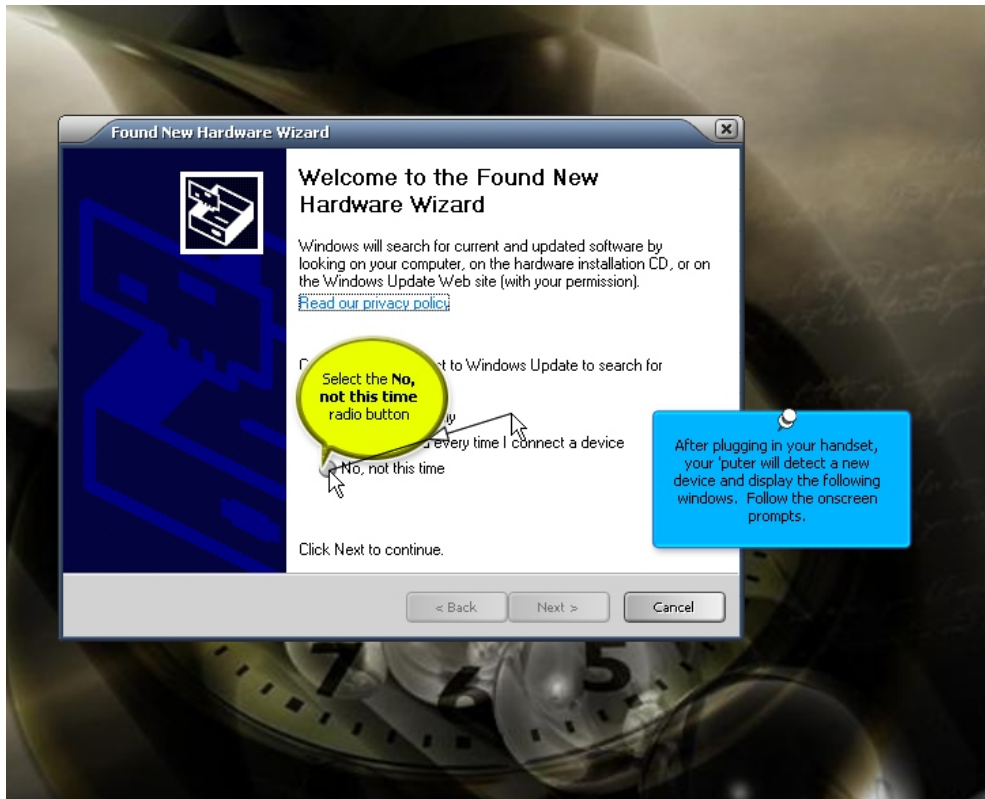 Found New Hardware Wizard
Welcome to the Found New
Hardware Wizard
Windows will search for current and updated software by
looking on your computer, on the hardware installation CD, or on
the Windows Update Web site (with your permission).
Read our privacy policy
to Windows Update to search for
Select the No,
not this time
radio button
every time I connect a device
No, not this time
Click Next to continue.
< Back
Next >
Cancel
After plugging in your handset,
your 'puter will detect a new
device and display the following
windows. Follow the onscreen
prompts.
7 6 5